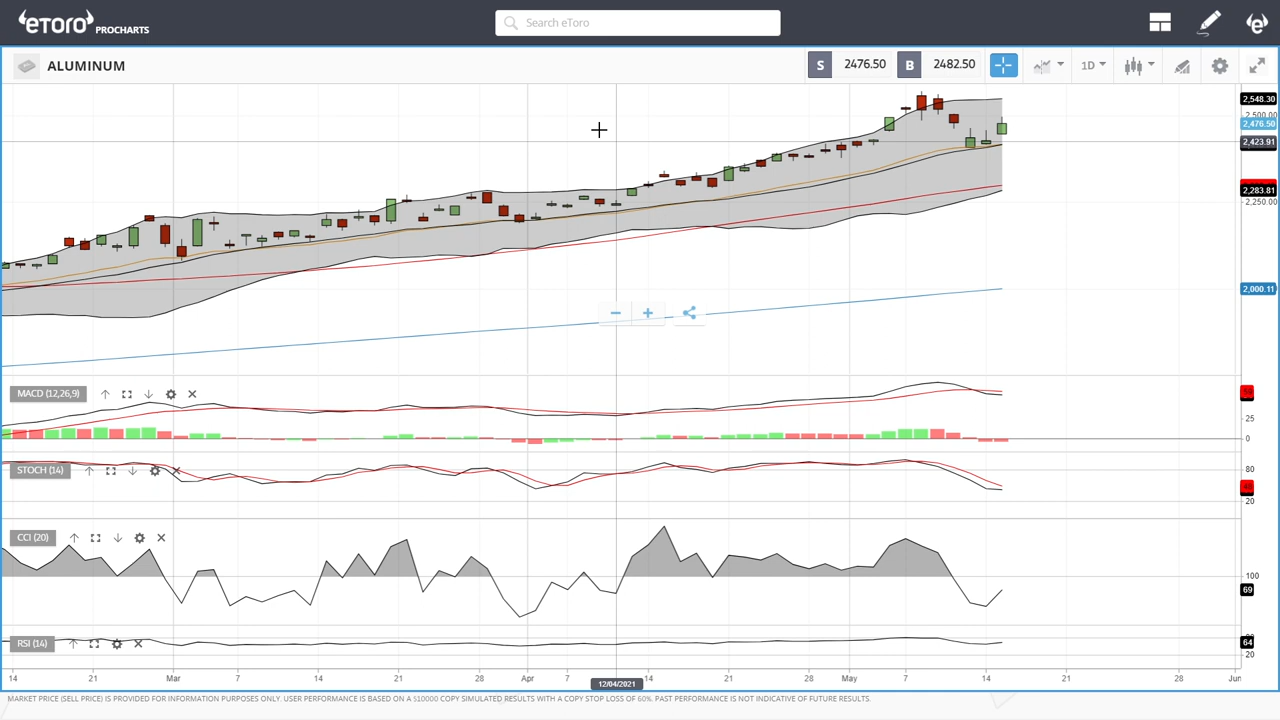 eToro PROCHARTS
Search eToro
ALUMINUM
S 2476.50 B 2482.50
1D
2,548.30
2,500.00
2,476.50
2,423.91
2,283.81
2,250.00
2,000.11
MACD (12,26,9)
25
0
STOCH (14)
80
20
CCI (20)
100
69
RSI (14)
64
20
14 21 Mar 7 14 21 28 Apr 7 12/04/2021 14 21 28 May 7 14 21 28 Jun
MARKET PRICE (SELL PRICE) IS PROVIDED FOR INFORMATION PURPOSES ONLY. USER PERFORMANCE IS BASED ON A $10000 COPY SIMULATED RESULTS WITH A COPY STOP LOSS OF 60%. PAST PERFORMANCE IS NOT INDICATIVE OF FUTURE RESULTS.